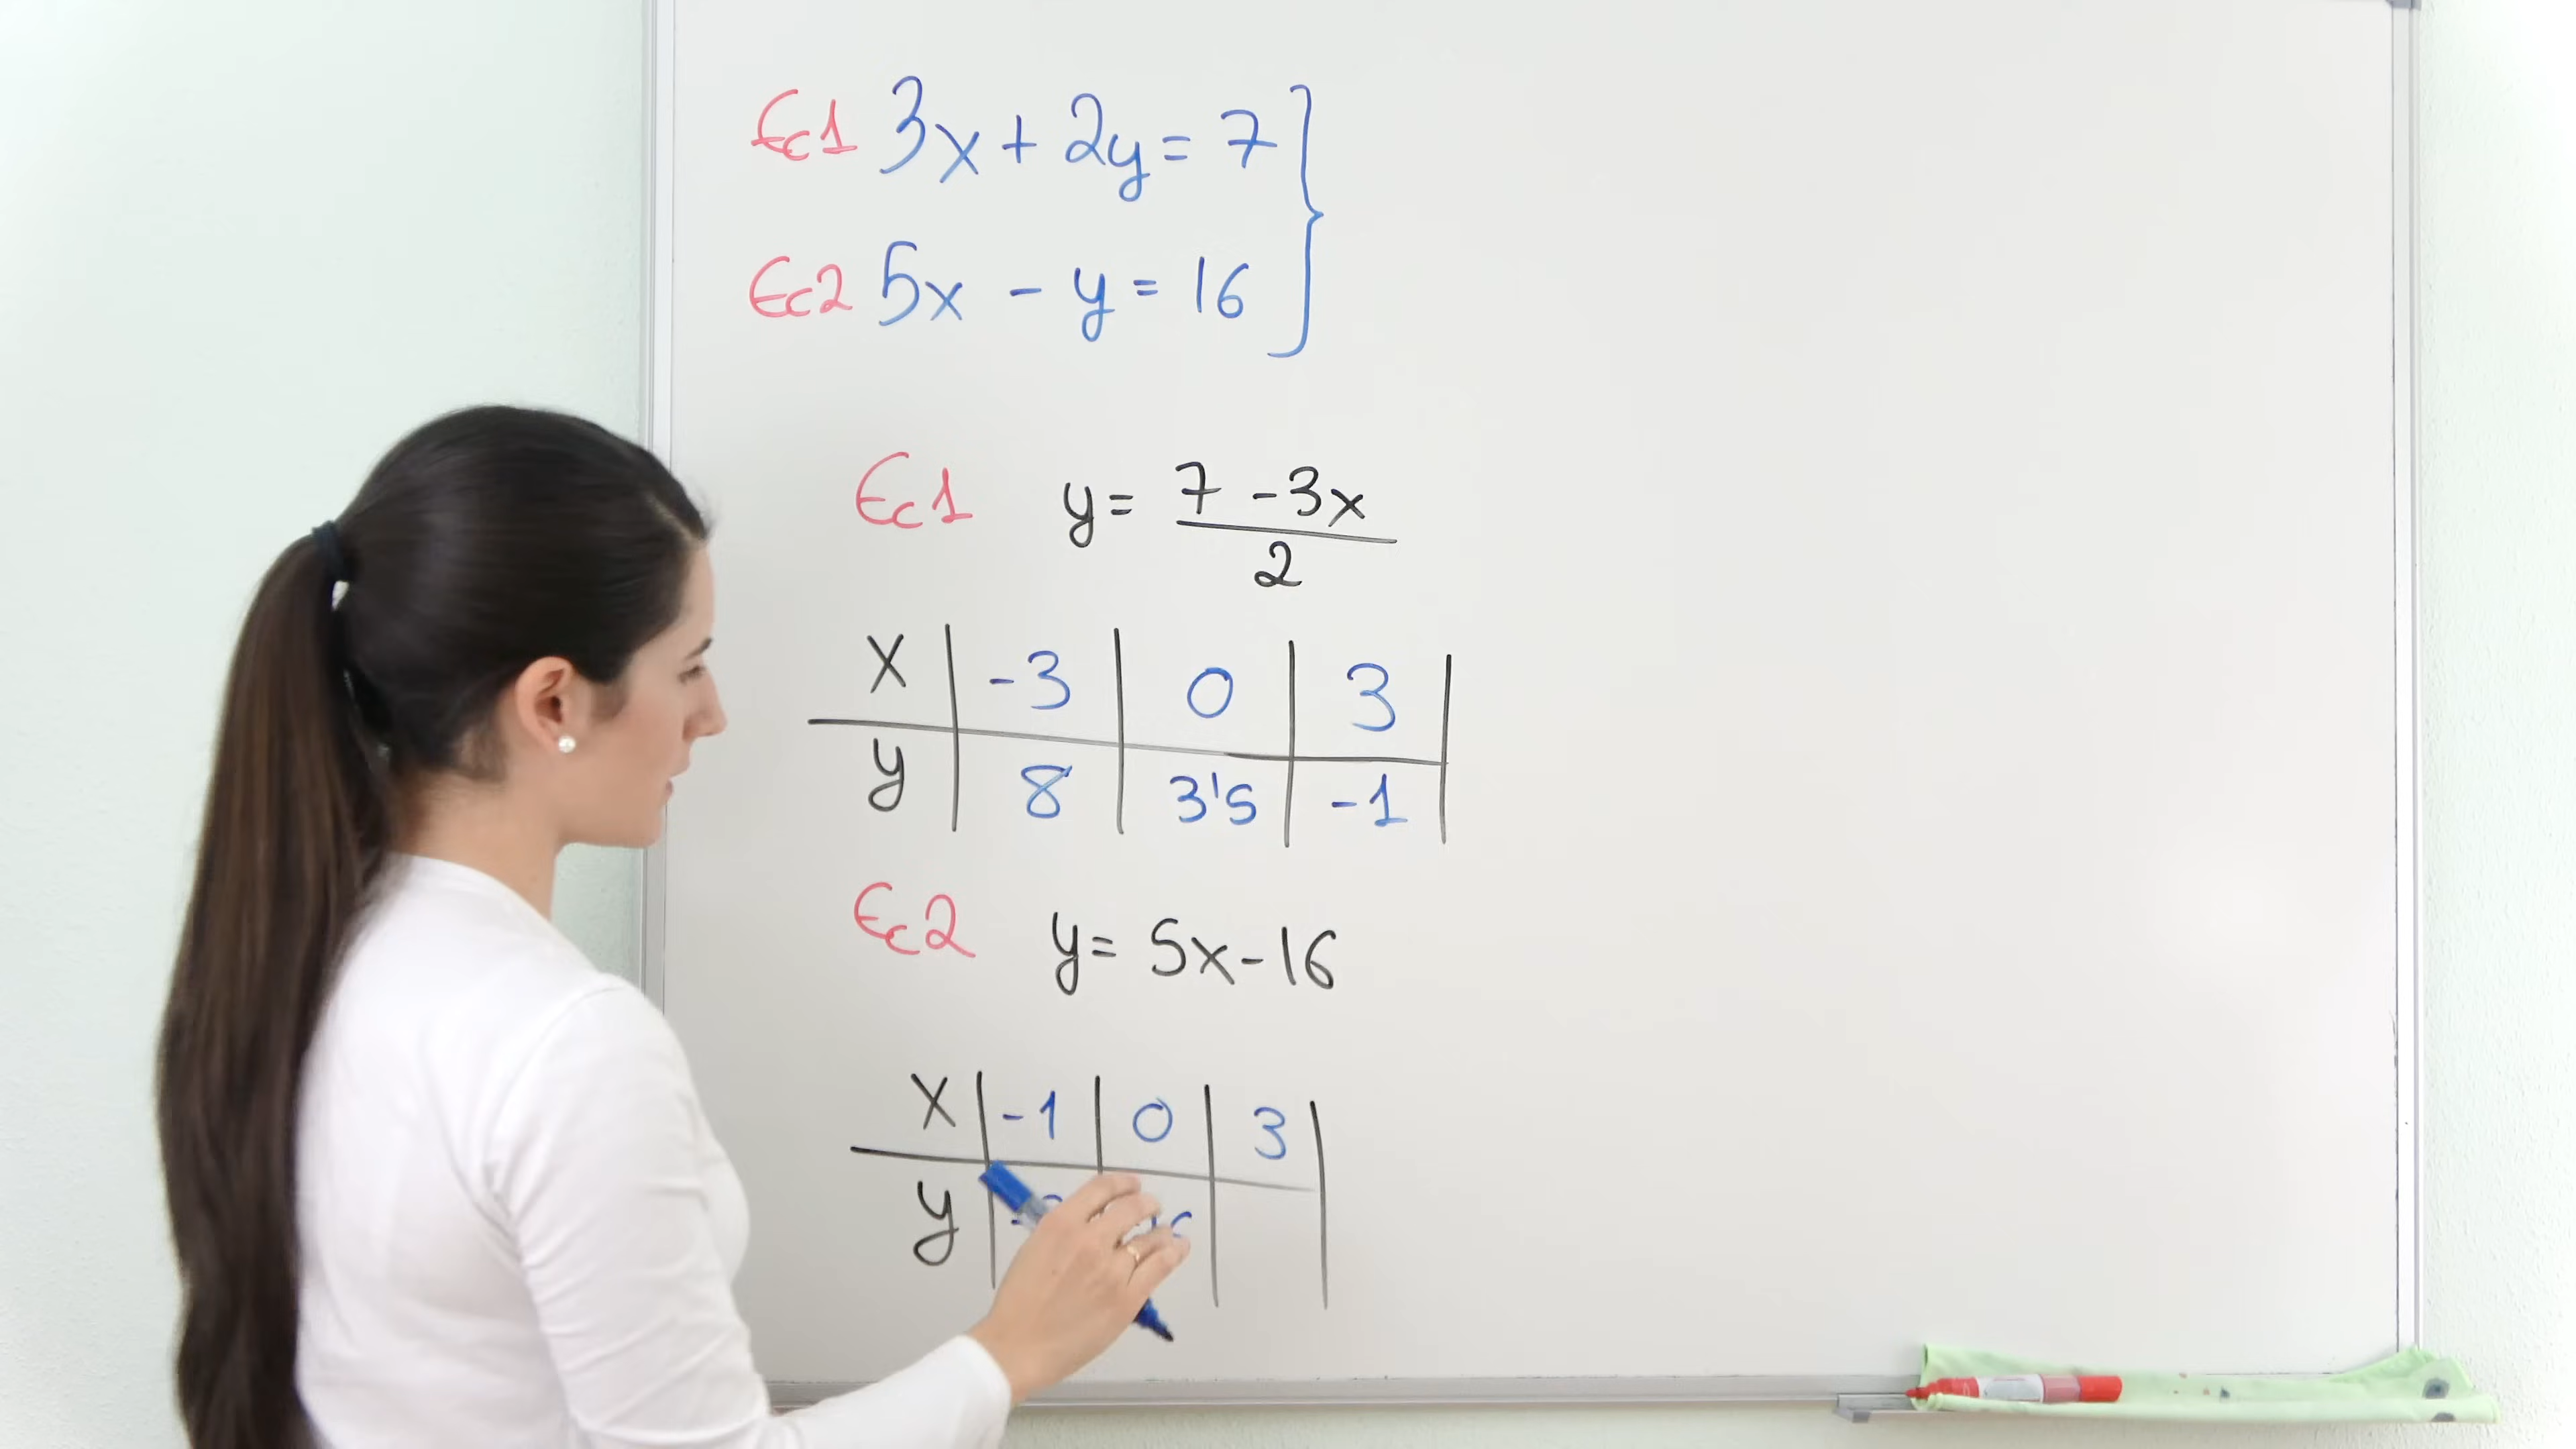 Ec1 3x + 2y = 7
Ec2 5x - y = 16
Ec1 y = 7 - 3x / 2
x | -3 | 0 | 3
y | 8 | 3's | -1
Ec2 y = 5x - 16
x | -1 | 0 | 3
y